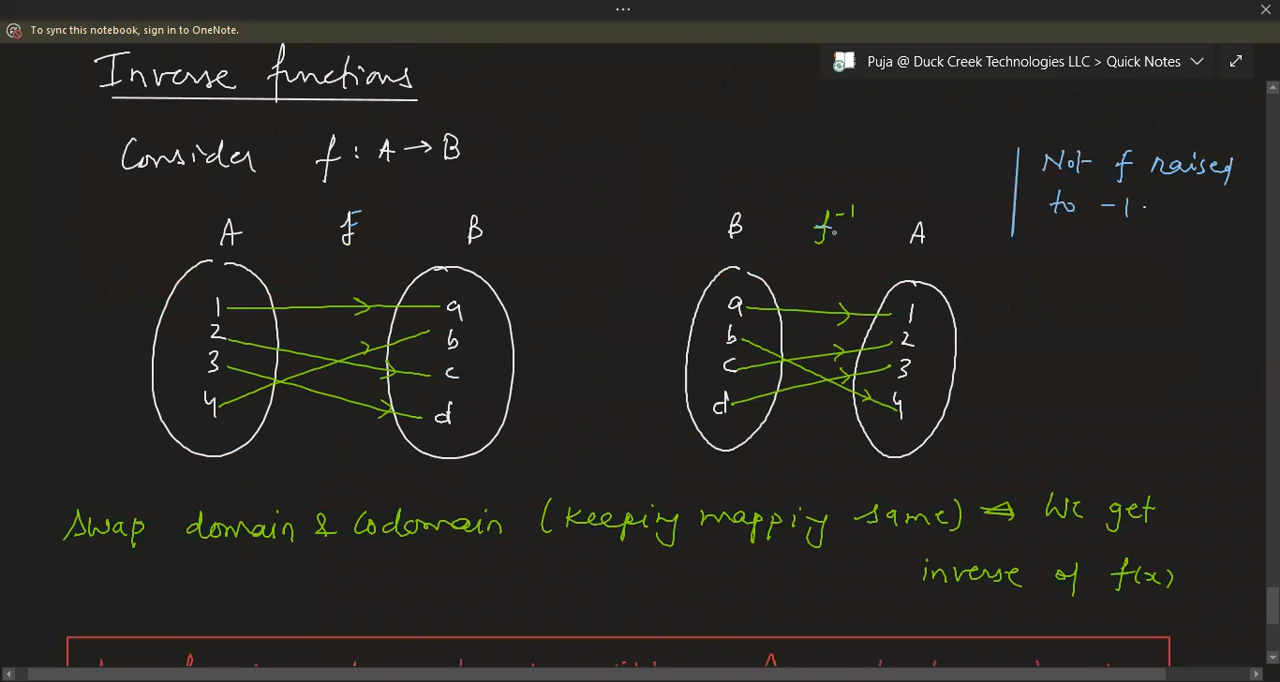 To sync this notebook, sign in to OneNote.
Puja @ Duck Creek Technologies LLC > Quick Notes
Inverse functions
Consider f : A → B
Not f raised
to -1.
A f B
B f⁻¹ A
1 a
2 b
3 c
4 d
a 1
b 2
c 3
d 4
Swap domain & Codomain (keeping mapping same) ⇒ We get
inverse of f(x)